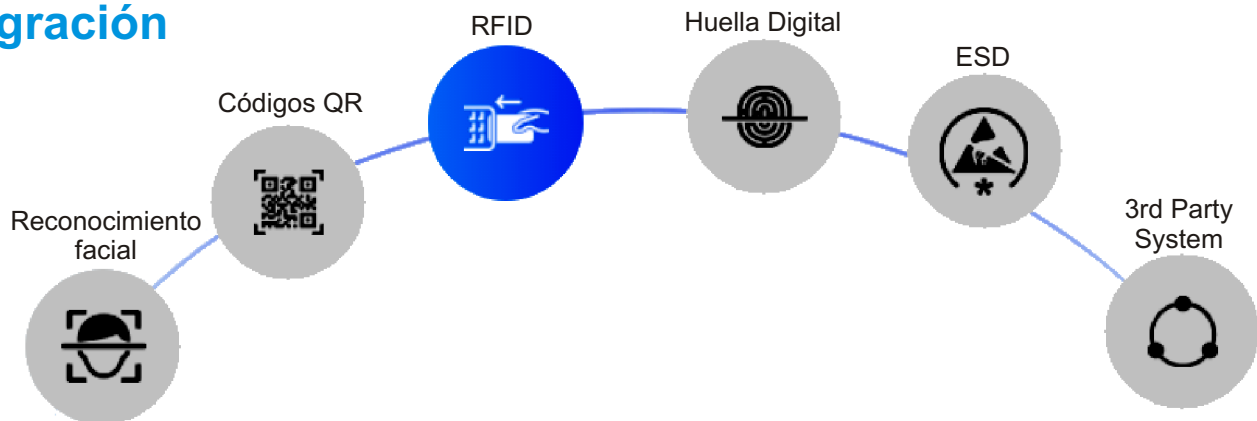 gración
RFID
Huella Digital
ESD
Códigos QR
3rd Party
System
Reconocimiento
facial